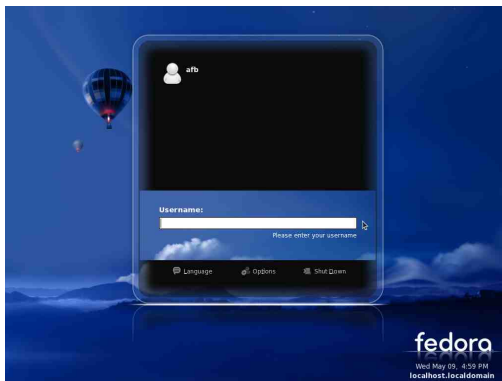 afb
Username:
Please enter your username
Language
Options
Shut Down
fedora
Wed May 09, 4:59 PM
localhost.localdomain